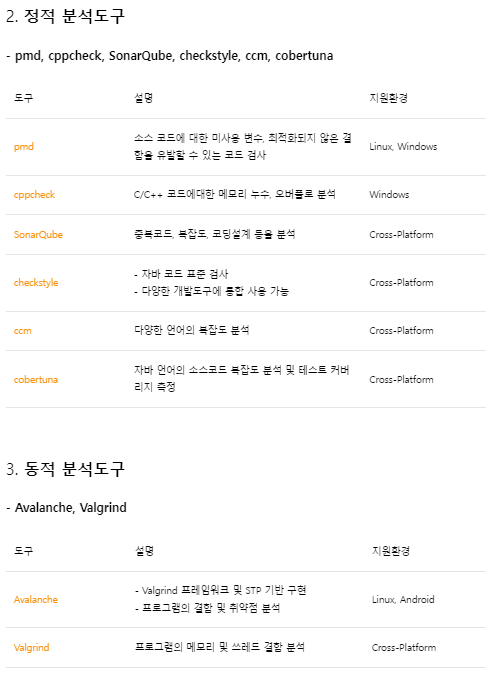 2. 정적 분석도구
- pmd, cppcheck, SonarQube, checkstyle, ccm, cobertuna
도구 설명 지원환경
pmd 소스 코드에 대한 미사용 변수, 최적화되지 않은 결 Linux, Windows
함을 유발할 수 있는 코드 검사
cppcheck C/C++ 코드에대한 메모리 누수, 오버플로 분석 Windows
SonarQube 중복코드, 복잡도, 코딩설계 등을 분석 Cross-Platform
checkstyle - 자바 코드 표준 검사 Cross-Platform
- 다양한 개발도구에 통합 사용 가능
ccm 다양한 언어의 복잡도 분석 Cross-Platform
cobertuna 자바 언어의 소스코드 복잡도 분석 및 테스트 커버 Cross-Platform
리지 측정
3. 동적 분석도구
- Avalanche, Valgrind
도구 설명 지원환경
Avalanche - Valgrind 프레임워크 및 STP 기반 구현 Linux, Android
- 프로그램의 결함 및 취약점 분석
Valgrind 프로그램의 메모리 및 쓰레드 결함 분석 Cross-Platform